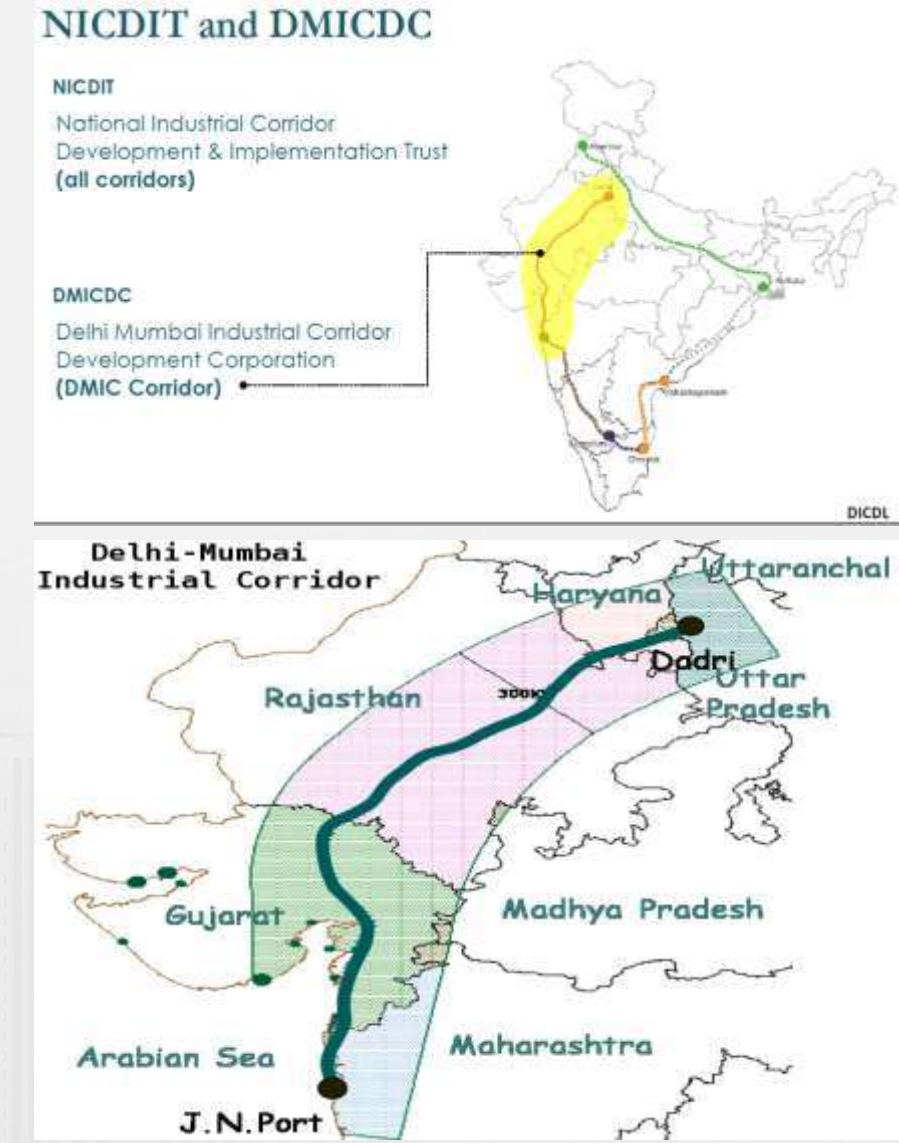 NICDIT and DMICDC
NICDIT
National Industrial Corridor
Development & Implementation Trust
(all corridors)
DMICDC
Delhi Mumbai Industrial Corridor
Development Corporation
(DMIC Corridor)
Kolkata
Chennai
DICDL
Delhi-Mumbai
Industrial Corridor
Uttaranchal
Haryana
Dadri
Uttar
Pradesh
Rajasthan
Gujarat
Madhya Pradesh
Maharashtra
Arabian Sea
J.N.Port